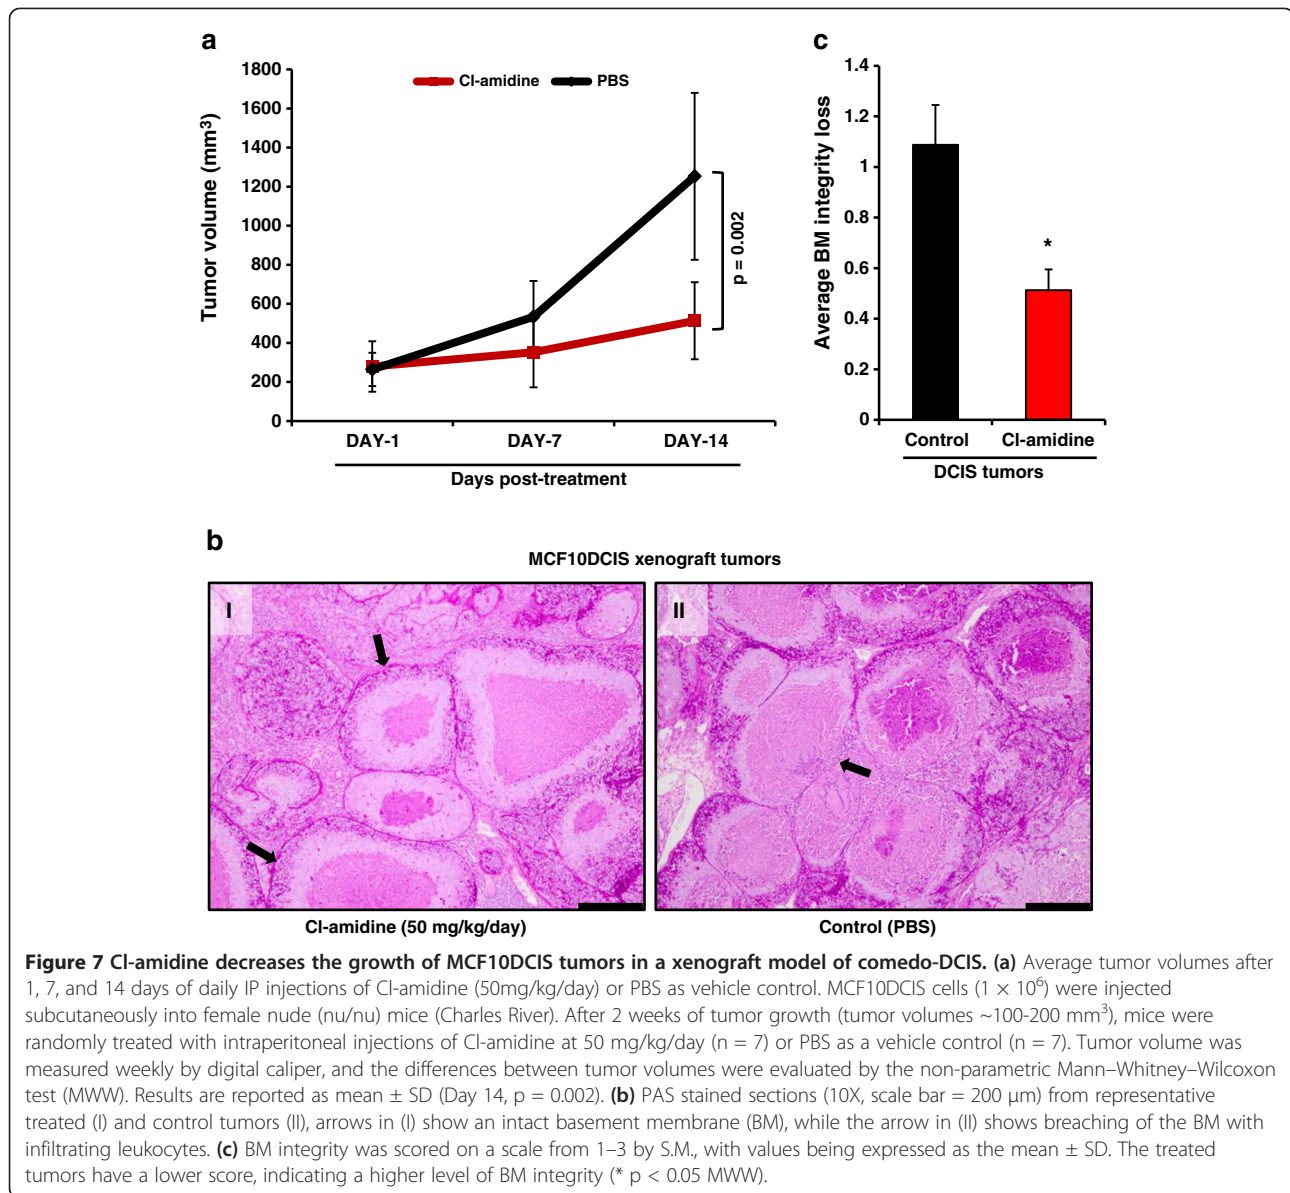 a
1800
1600
1400
1200
1000
800
600
400
200
0
Tumor volume (mm³)
Cl-amidine
PBS
p = 0.002
DAY-1 DAY-7 DAY-14
Days post-treatment
c
1.4
1.2
1
0.8
0.6
0.4
0.2
0
Average BM integrity loss
*
Control Cl-amidine
DCIS tumors
b
MCF10DCIS xenograft tumors
I
II
Cl-amidine (50 mg/kg/day)
Control (PBS)
Figure 7 Cl-amidine decreases the growth of MCF10DCIS tumors in a xenograft model of comedo-DCIS. (a) Average tumor volumes after
1, 7, and 14 days of daily IP injections of Cl-amidine (50mg/kg/day) or PBS as vehicle control. MCF10DCIS cells (1 × 10⁶) were injected
subcutaneously into female nude (nu/nu) mice (Charles River). After 2 weeks of tumor growth (tumor volumes ~100-200 mm³), mice were
randomly treated with intraperitoneal injections of Cl-amidine at 50 mg/kg/day (n = 7) or PBS as a vehicle control (n = 7). Tumor volume was
measured weekly by digital caliper, and the differences between tumor volumes were evaluated by the non-parametric Mann–Whitney–Wilcoxon
test (MWW). Results are reported as mean ± SD (Day 14, p = 0.002). (b) PAS stained sections (10X, scale bar = 200 μm) from representative
treated (I) and control tumors (II), arrows in (I) show an intact basement membrane (BM), while the arrow in (II) shows breaching of the BM with
infiltrating leukocytes. (c) BM integrity was scored on a scale from 1–3 by S.M., with values being expressed as the mean ± SD. The treated
tumors have a lower score, indicating a higher level of BM integrity (* p < 0.05 MWW).